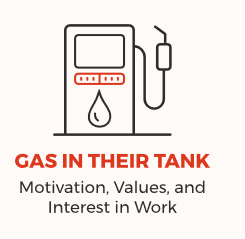 GAS IN THEIR TANK
Motivation, Values, and
Interest in Work